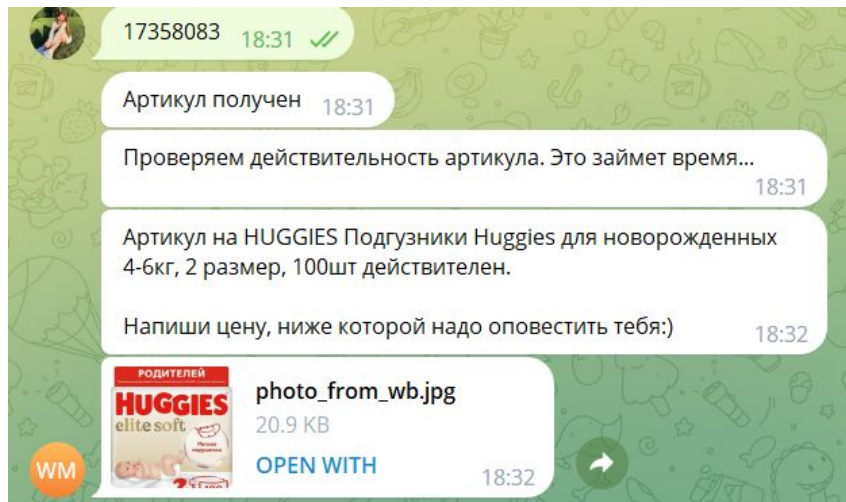 17358083 18:31
Артикул получен 18:31
Проверяем действительность артикула. Это займет время...
18:31
Артикул на HUGGIES Подгузники Huggies для новорожденных
4-6кг, 2 размер, 100шт действителен.
Напиши цену, ниже которой надо оповестить тебя:) 18:32
РОДИТЕЛЕЙ
HUGGIES
elite soft
photo_from_wb.jpg
20.9 KB
OPEN WITH 18:32
WM